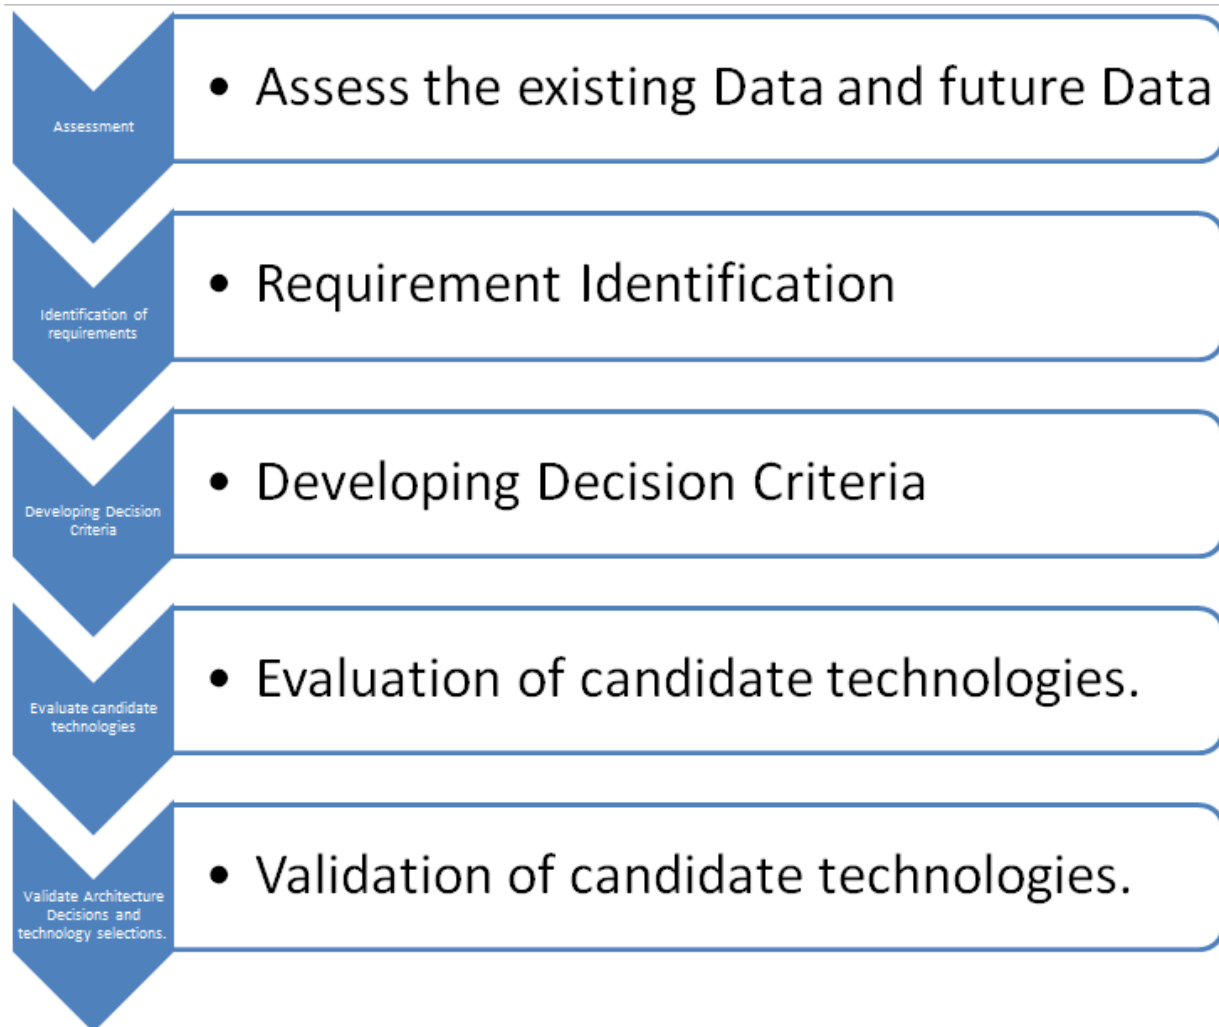 Assessment
• Assess the existing Data and future Data
Identification of
requirements
• Requirement Identification
Developing Decision
Criteria
• Developing Decision Criteria
Evaluate candidate
technologies
• Evaluation of candidate technologies.
Validate Architecture
Decisions and
technology selections.
• Validation of candidate technologies.